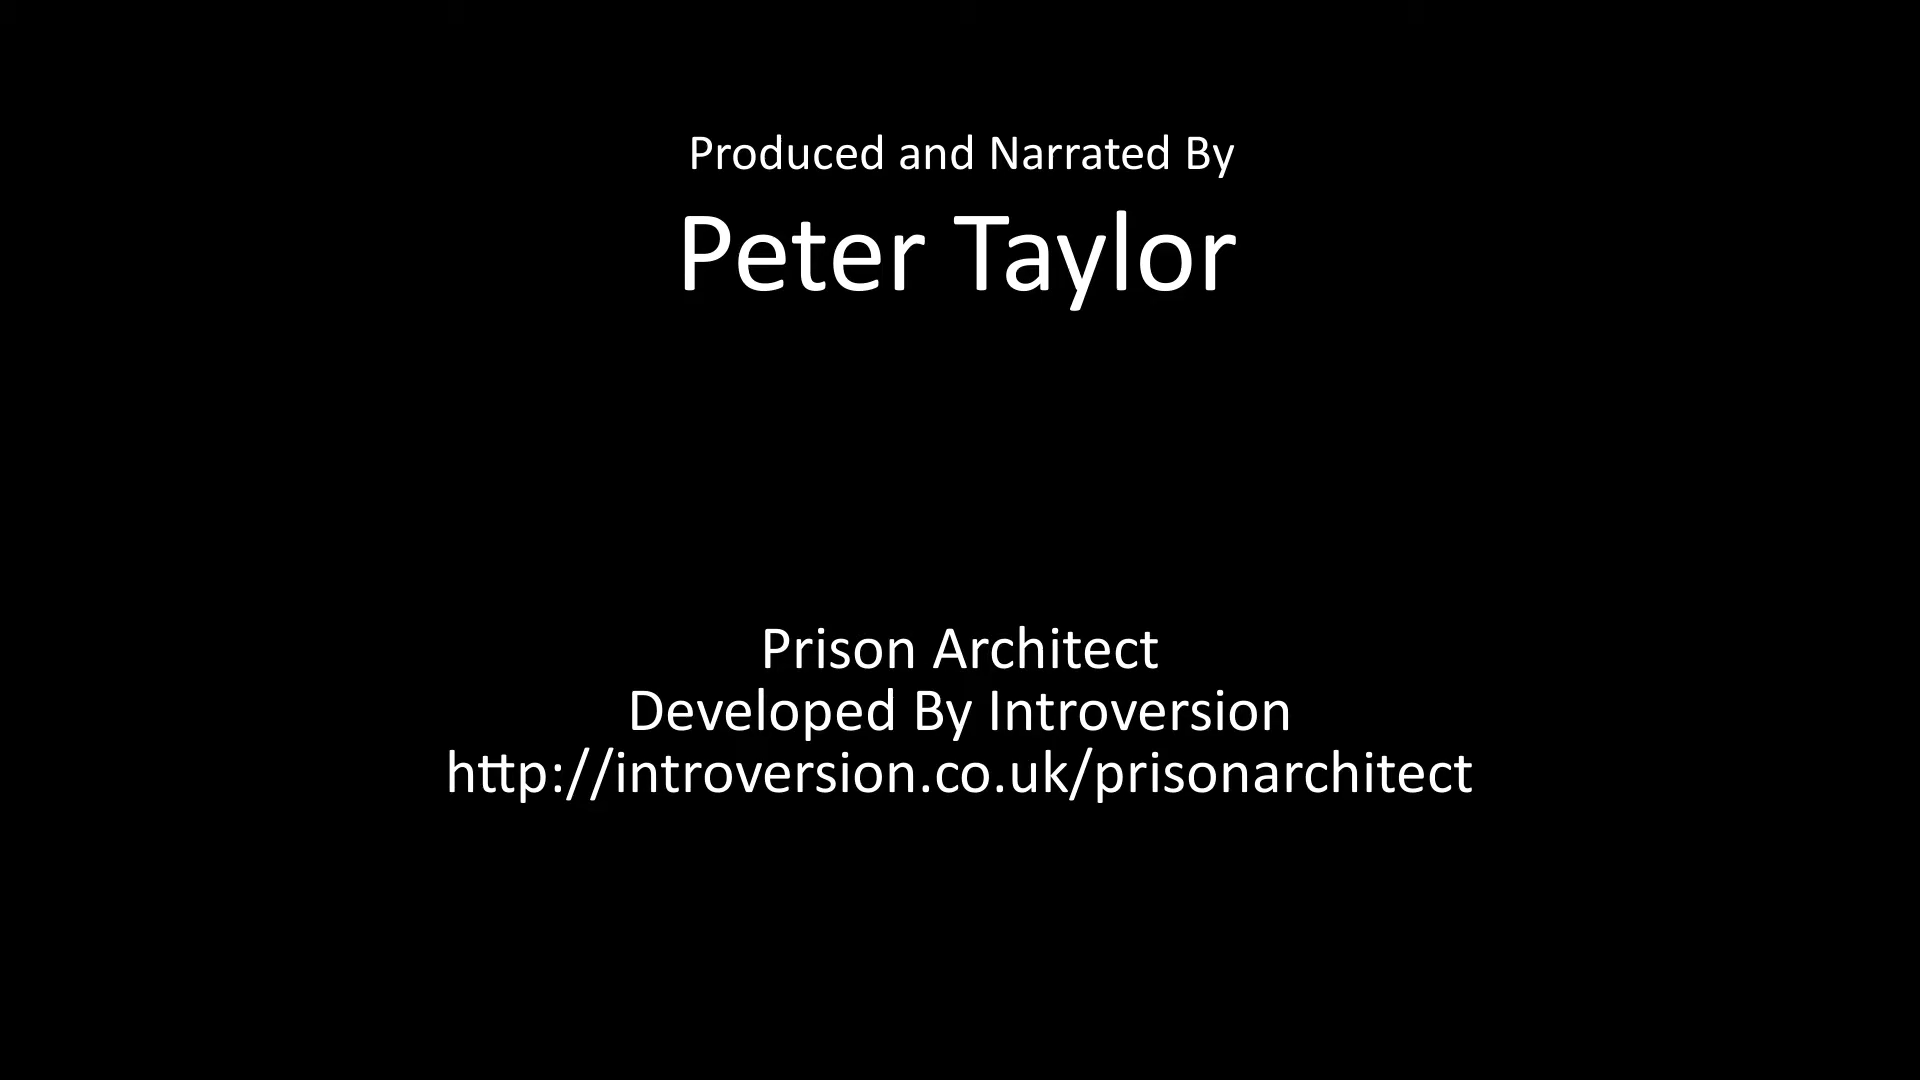 Produced and Narrated By
Peter Taylor
Prison Architect
Developed By Introversion
http://introversion.co.uk/prisonarchitect